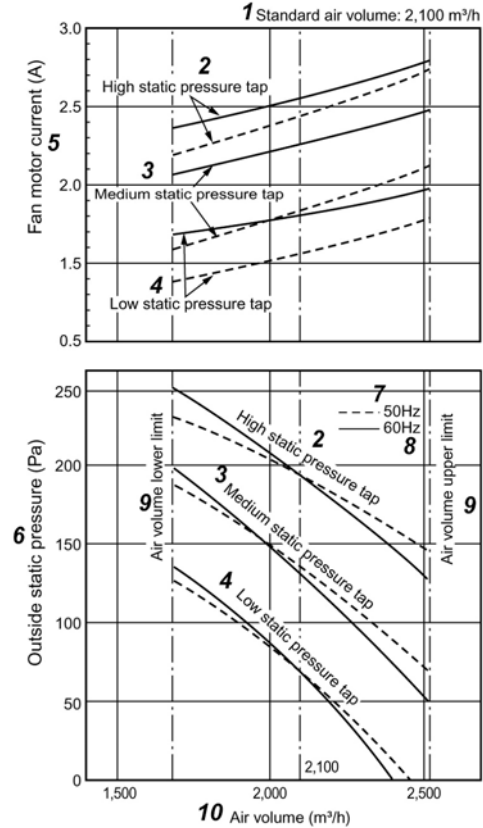 1 Standard air volume: 2,100 m³/h
3.0
2
High static pressure tap
2.5
Fan motor current (A)
5
3
2.0
Medium static pressure tap
1.5
4
Low static pressure tap
0.5
250
7
50Hz
60Hz
8
High static pressure tap
2
200
3
Medium static pressure tap
Air volume lower limit
9
Air volume upper limit
9
Outside static pressure (Pa)
6
150
4
Low static pressure tap
100
50
0
2,100
1,500
2,000
2,500
10 Air volume (m³/h)